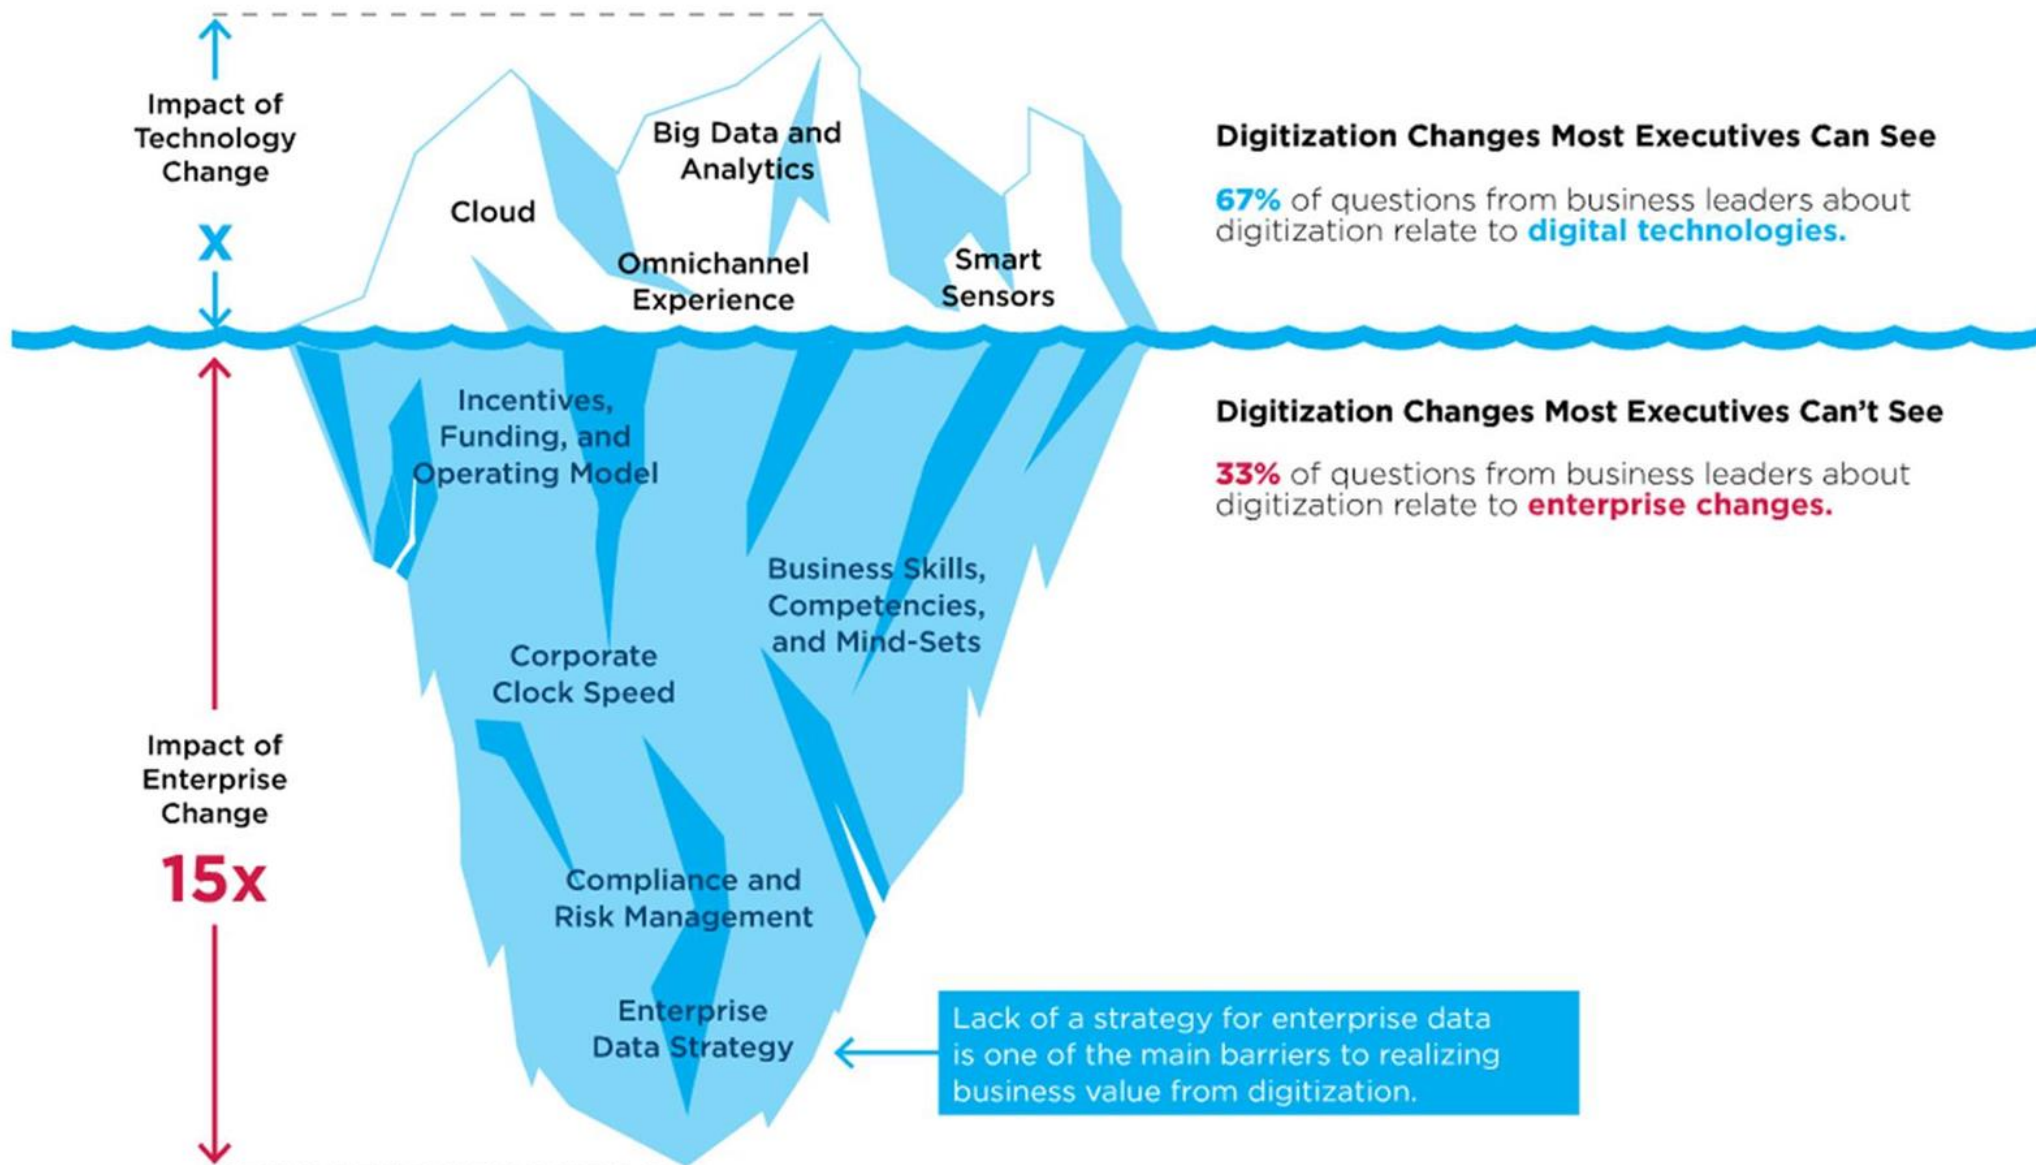 Impact of
Technology
Change
X
Cloud
Big Data and
Analytics
Omnichannel
Experience
Smart
Sensors
Digitization Changes Most Executives Can See
67% of questions from business leaders about
digitization relate to digital technologies.
Impact of
Enterprise
Change
15x
Incentives,
Funding, and
Operating Model
Business Skills,
Competencies,
and Mind-Sets
Corporate
Clock Speed
Compliance and
Risk Management
Enterprise
Data Strategy
Digitization Changes Most Executives Can't See
33% of questions from business leaders about
digitization relate to enterprise changes.
Lack of a strategy for enterprise data
is one of the main barriers to realizing
business value from digitization.